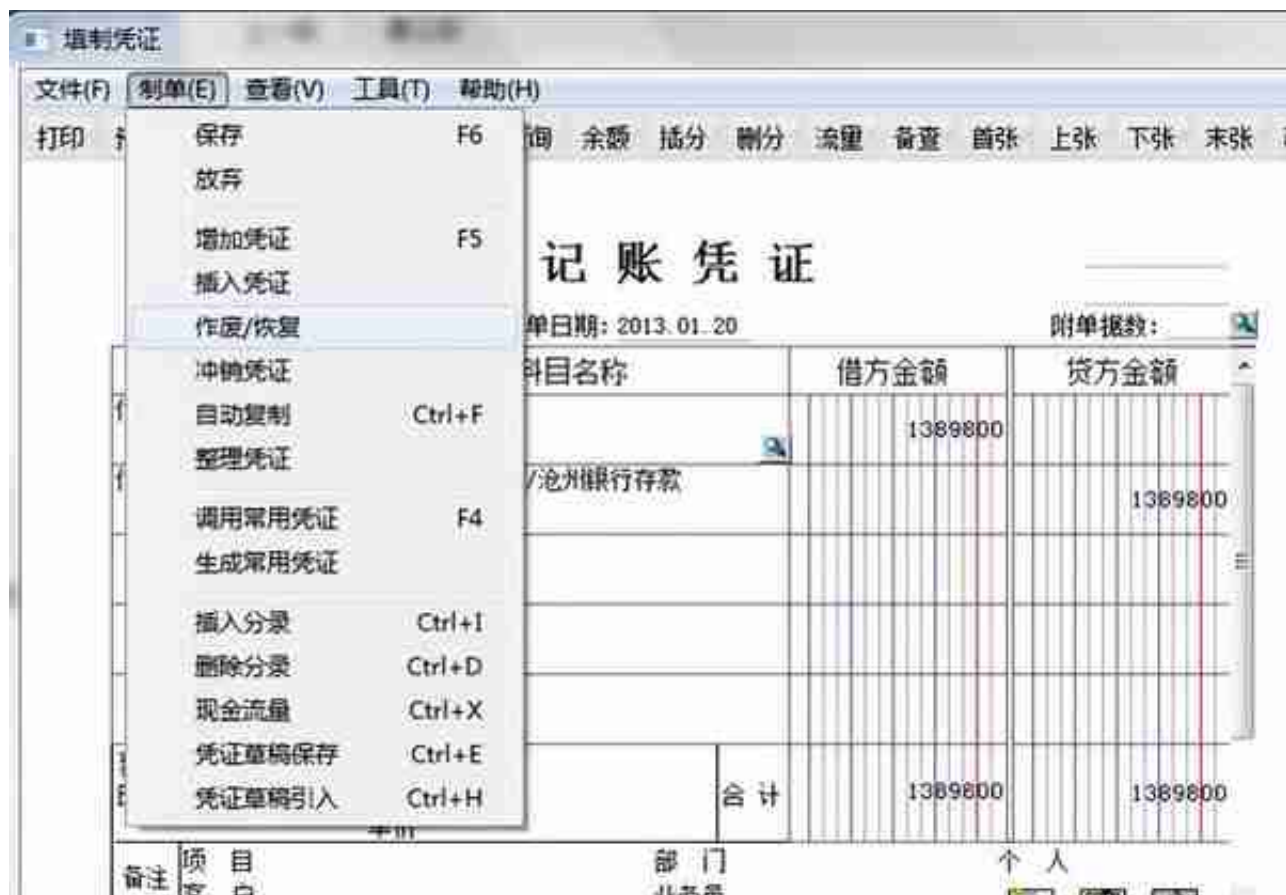 填制凭证
文件(F) 制单(E) 查看(V) 工具(T) 帮助(H)
打印 询 余额 插分 删分 流量 备查 首张 上张 下张 末张
保存 F6
放弃
增加凭证 F5
插入凭证
作废/恢复
冲销凭证
自动复制 Ctrl+F
整理凭证
调用常用凭证 F4
生成常用凭证
插入分录 Ctrl+I
删除分录 Ctrl+D
现金流量 Ctrl+X
凭证草稿保存 Ctrl+E
凭证草稿引入 Ctrl+H
记账凭证
单日期: 2013.01.20 附单据数:
科目名称 借方金额 贷方金额
1389800
/沧州银行存款 1389800
合计 1389800 1389800
备注 项目 部门 个人